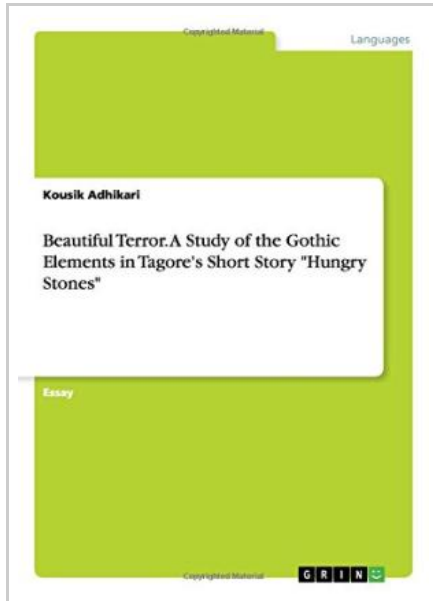 Copyrighted Material
Languages
Kousik Adhikari
Beautiful Terror. A Study of the Gothic
Elements in Tagore's Short Story "Hungry
Stones"
Essay
Copyrighted Material
GRIN